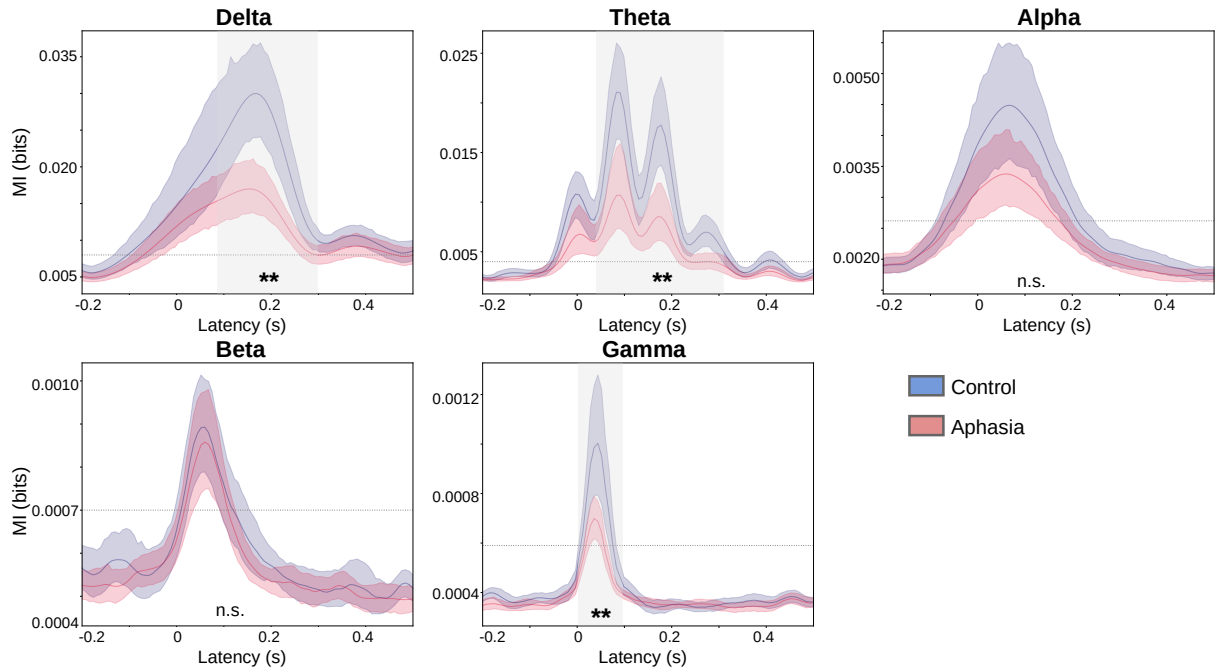 Delta
Theta
Alpha
MI (bits)
0.035
0.020
0.005
**
-0.2 0 0.2 0.4
Latency (s)
0.025
0.015
0.005
**
-0.2 0 0.2 0.4
Latency (s)
0.0050
0.0035
0.0020
n.s.
-0.2 0 0.2 0.4
Latency (s)
Beta
Gamma
MI (bits)
0.0010
0.0007
0.0004
n.s.
-0.2 0 0.2 0.4
Latency (s)
0.0012
0.0008
0.0004
**
-0.2 0 0.2 0.4
Latency (s)
Control
Aphasia